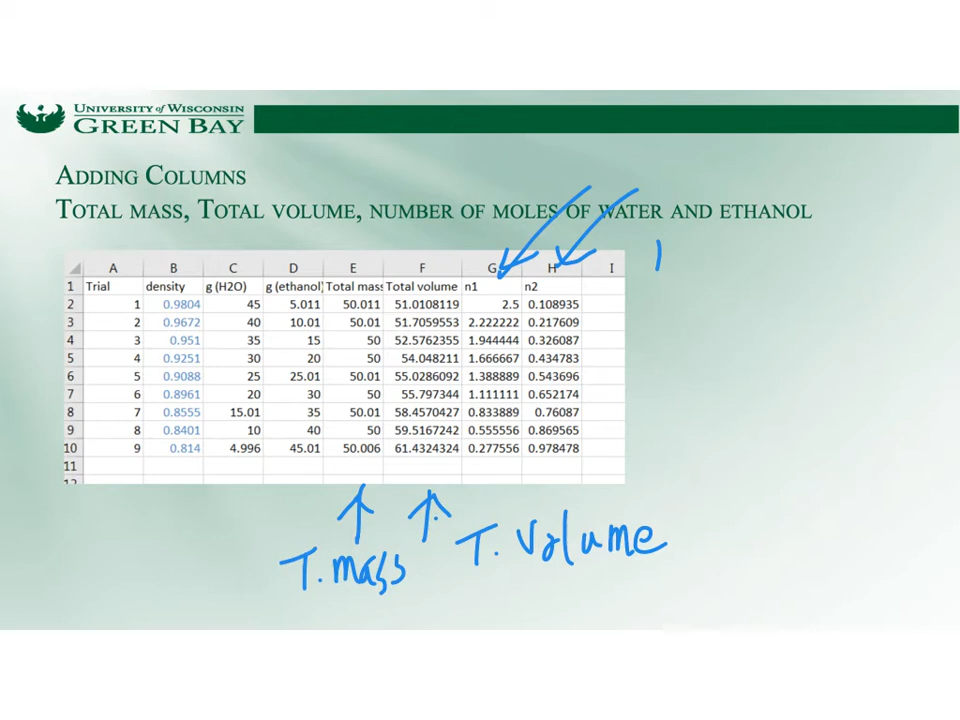 UNIVERSITY of WISCONSIN
GREEN BAY
ADDING COLUMNS
TOTAL MASS, TOTAL VOLUME, NUMBER OF MOLES OF WATER AND ETHANOL
A B C D E F G H I
1 Trial density g (H2O) g (ethanol) Total mass Total volume n1 n2
2 1 0.9804 45 5.011 50.011 51.0108119 2.5 0.108935
3 2 0.9672 40 10.01 50.01 51.7059553 2.222222 0.217609
4 3 0.951 35 15 50 52.5762355 1.944444 0.326087
5 4 0.9251 30 20 50 54.048211 1.666667 0.434783
6 5 0.9088 25 25.01 50.01 55.0286092 1.388889 0.543696
7 6 0.8961 20 30 50 55.797344 1.111111 0.652174
8 7 0.8555 15.01 35 50.01 58.4570427 0.833889 0.76087
9 8 0.8401 10 40 50 59.5167242 0.555556 0.869565
10 9 0.814 4.996 45.01 50.006 61.4324324 0.277556 0.978478
11
12
T. mass
T. Volume